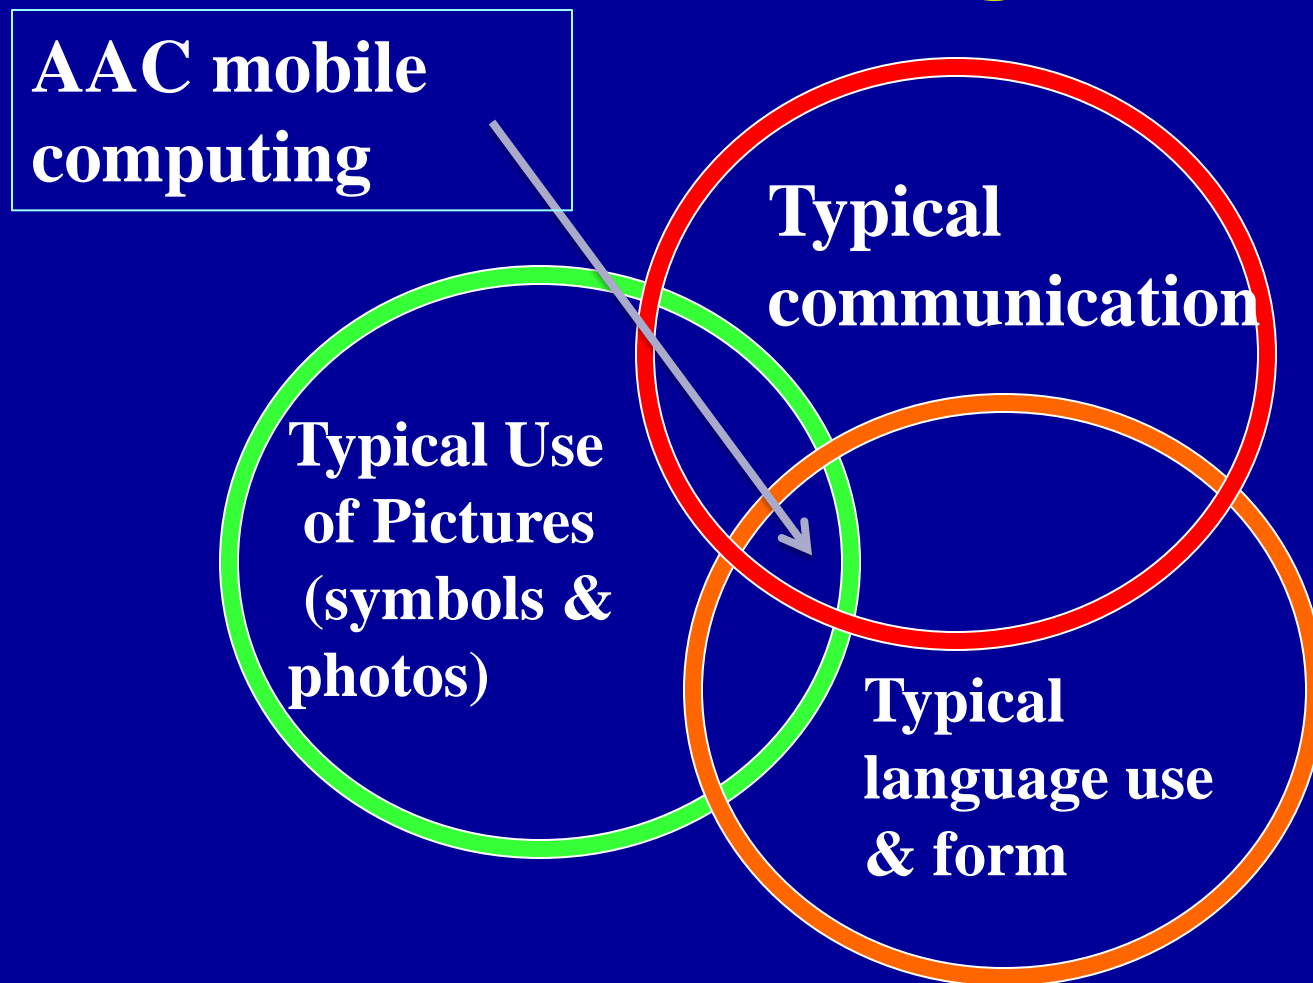 AAC mobile
computing
Typical
communication
Typical Use
of Pictures
(symbols &
photos)
Typical
language use
& form